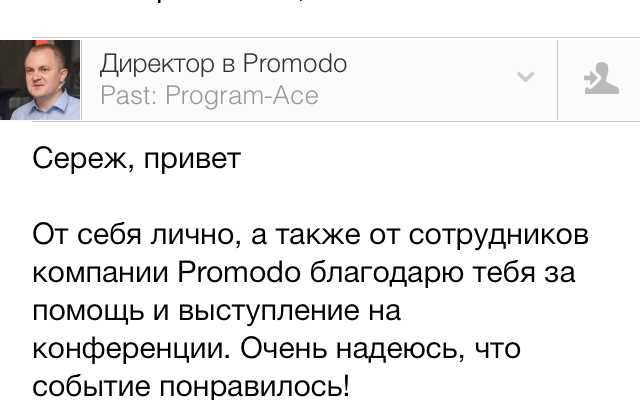 Директор в Promodo
Past: Program-Ace
Сереж, привет
От себя лично, а также от сотрудников
компании Promodo благодарю тебя за
помощь и выступление на
конференции. Очень надеюсь, что
событие понравилось!